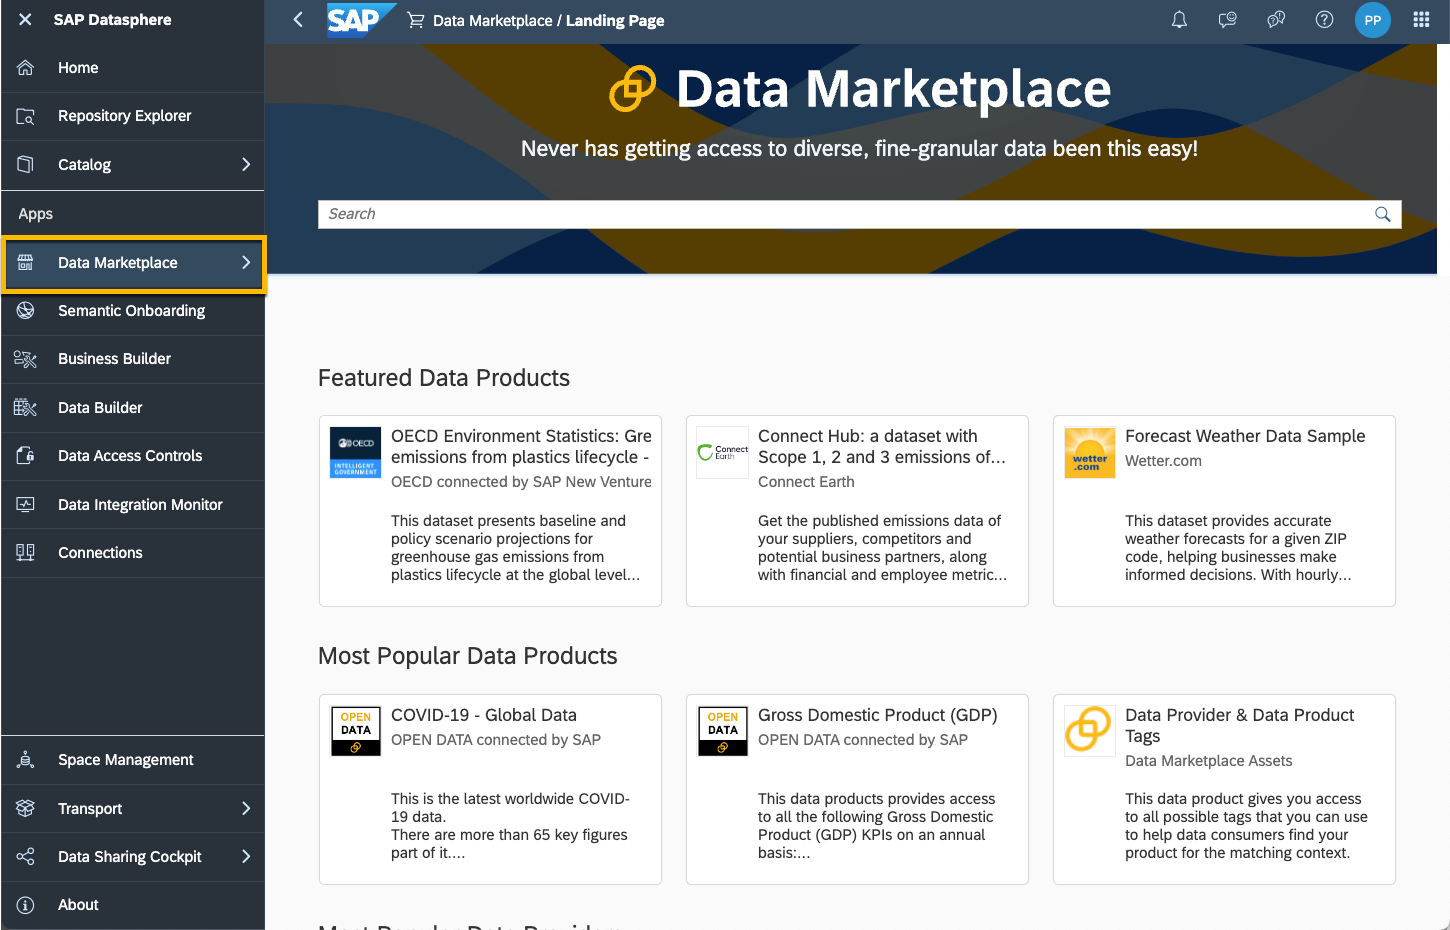 SAP Datasphere
Home
Repository Explorer
Catalog
Apps
Data Marketplace
Semantic Onboarding
Business Builder
Data Builder
Data Access Controls
Data Integration Monitor
Connections
Space Management
Transport
Data Sharing Cockpit
About
SAP
Data Marketplace / Landing Page
PP
Data Marketplace
Never has getting access to diverse, fine-granular data been this easy!
Search
Featured Data Products
OECD
INTELLIGENT
GOVERNMENT
OECD Environment Statistics: Gre
emissions from plastics lifecycle -
OECD connected by SAP New Venture
This dataset presents baseline and
policy scenario projections for
greenhouse gas emissions from
plastics lifecycle at the global level...
Connect
Earth
Connect Hub: a dataset with
Scope 1, 2 and 3 emissions of...
Connect Earth
Get the published emissions data of
your suppliers, competitors and
potential business partners, along
with financial and employee metric...
wetter
.com
Forecast Weather Data Sample
Wetter.com
This dataset provides accurate
weather forecasts for a given ZIP
code, helping businesses make
informed decisions. With hourly...
Most Popular Data Products
OPEN
DATA
COVID-19 - Global Data
OPEN DATA connected by SAP
This is the latest worldwide COVID-
19 data.
There are more than 65 key figures
part of it....
OPEN
DATA
Gross Domestic Product (GDP)
OPEN DATA connected by SAP
This data products provides access
to all the following Gross Domestic
Product (GDP) KPIs on an annual
basis:...
Data Provider & Data Product
Tags
Data Marketplace Assets
This data product gives you access
to all possible tags that you can use
to help data consumers find your
product for the matching context.
Most Popular Data Providers